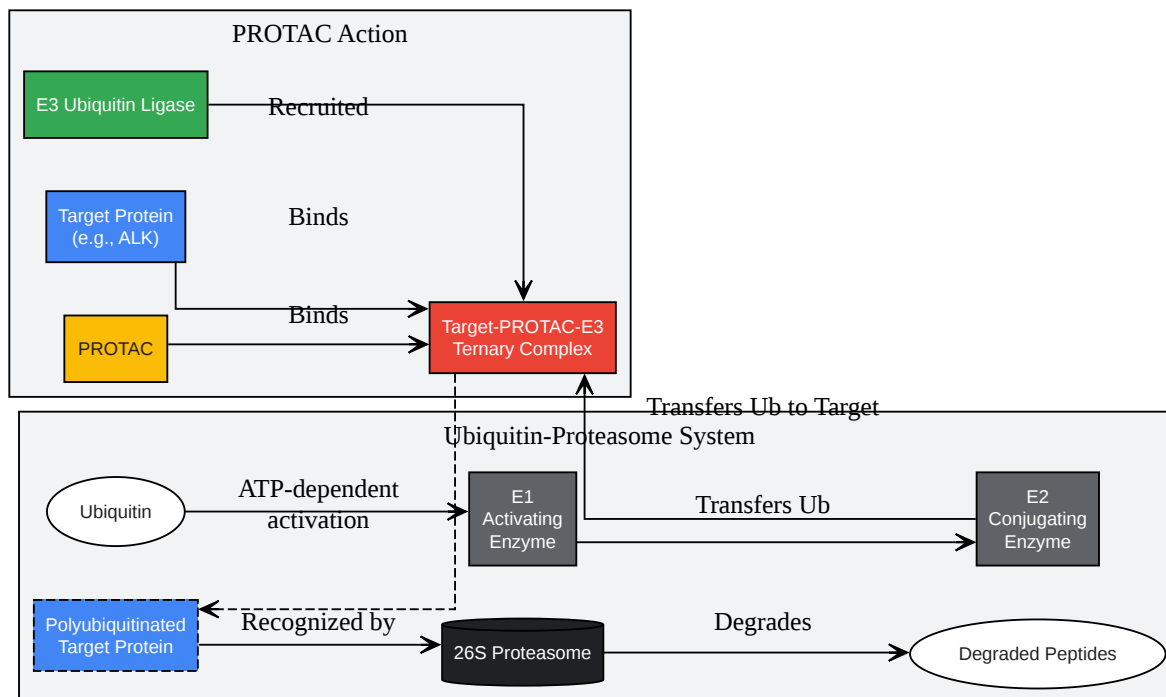 PROTAC Action
E3 Ubiquitin Ligase
Recruited
Target Protein
(e.g., ALK)
Binds
Binds
PROTAC
Target-PROTAC-E3
Ternary Complex
Transfers Ub to Target
Ubiquitin-Proteasome System
Ubiquitin
ATP-dependent
activation
E1
Activating
Enzyme
Transfers Ub
E2
Conjugating
Enzyme
Polyubiquitinated
Target Protein
Recognized by
26S Proteasome
Degrades
Degraded Peptides